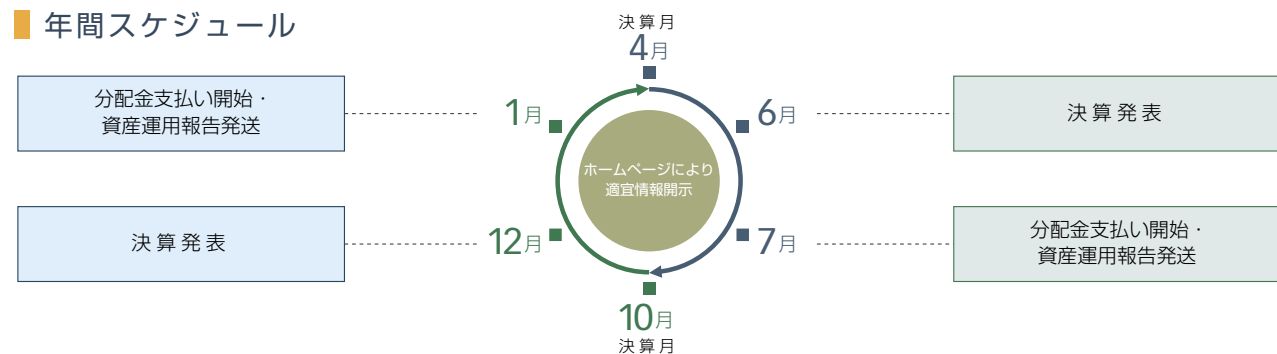 年間スケジュール
決算月
4月
分配金支払い開始・
資産運用報告発送
1月
6月
決算発表
ホームページにより
適宜情報開示
決算発表
12月
7月
分配金支払い開始・
資産運用報告発送
10月
決算月